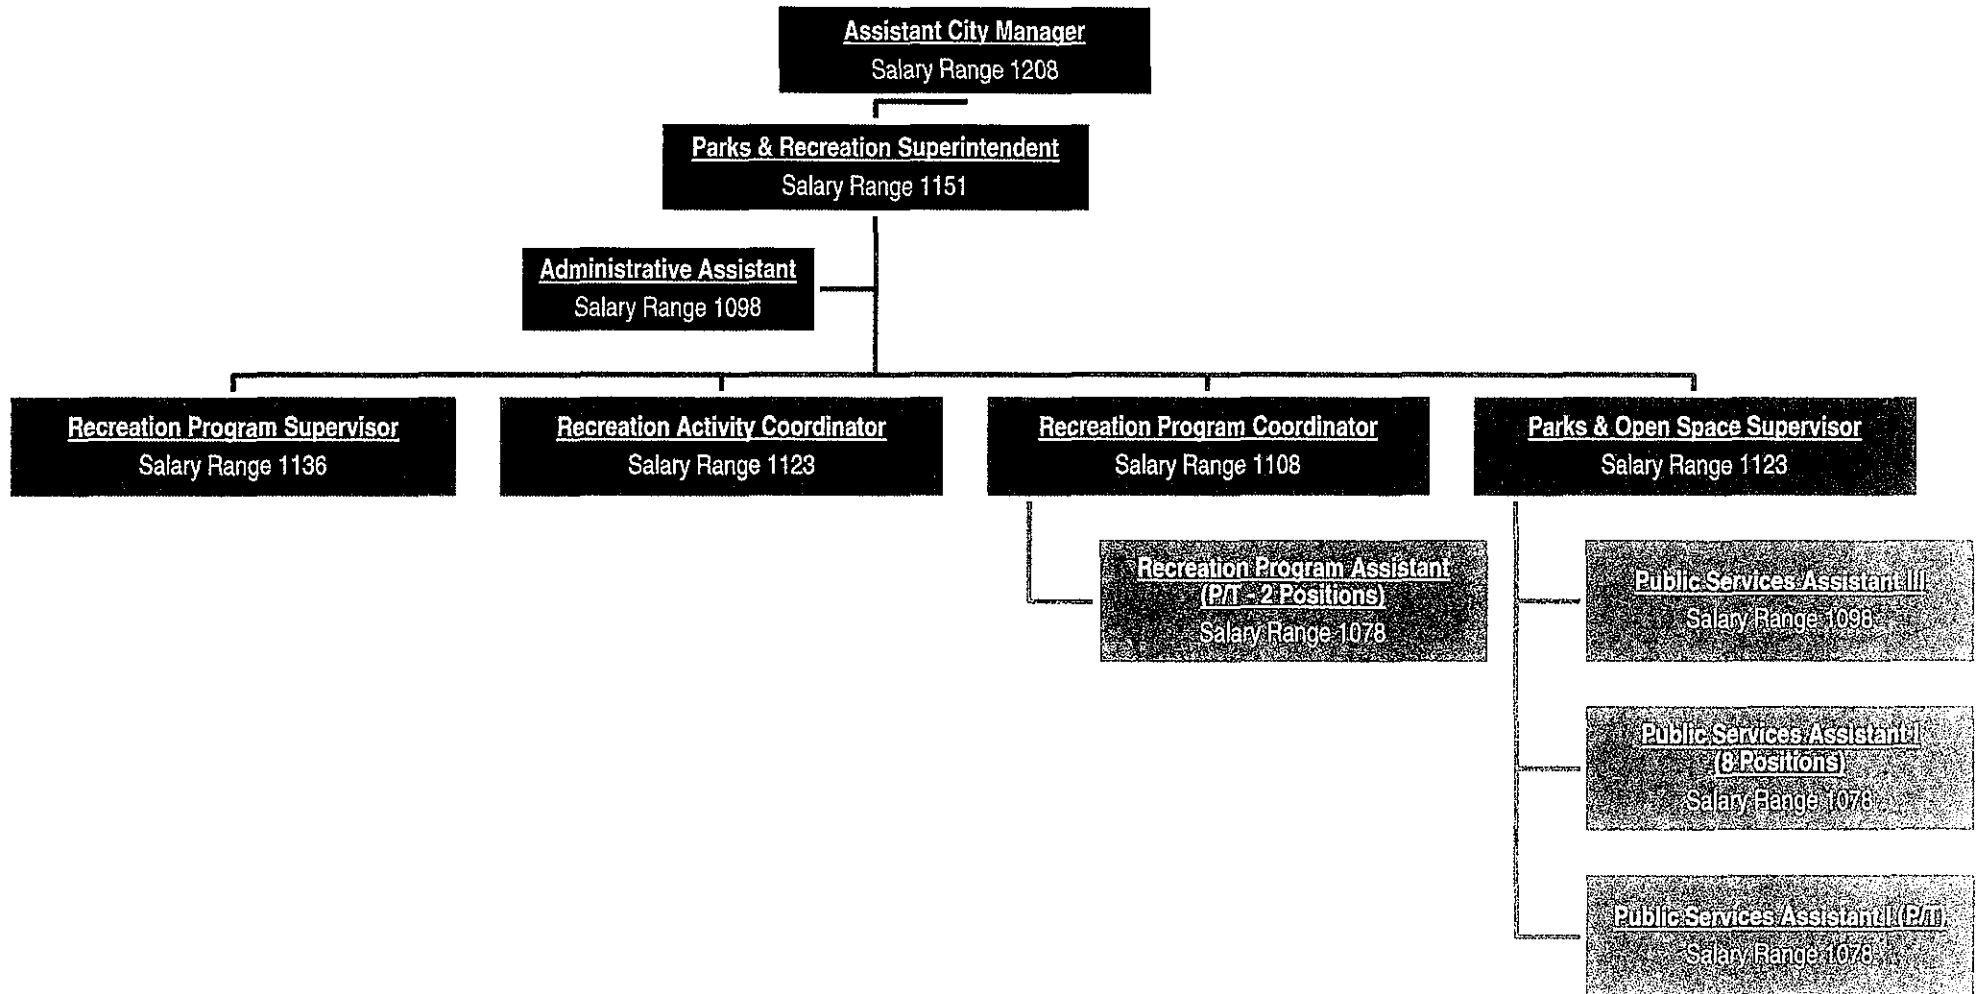 Assistant City Manager
Salary Range 1208
Parks & Recreation Superintendent
Salary Range 1151
Administrative Assistant
Salary Range 1098
Recreation Program Supervisor
Salary Range 1136
Recreation Activity Coordinator
Salary Range 1123
Recreation Program Coordinator
Salary Range 1108
Parks & Open Space Supervisor
Salary Range 1123
Recreation Program Assistant
(P/T - 2 Positions)
Salary Range 1078
Public Services Assistant III
Salary Range 1098
Public Services Assistant I
(8 Positions)
Salary Range 1078
Public Services Assistant I (P/T)
Salary Range 1078